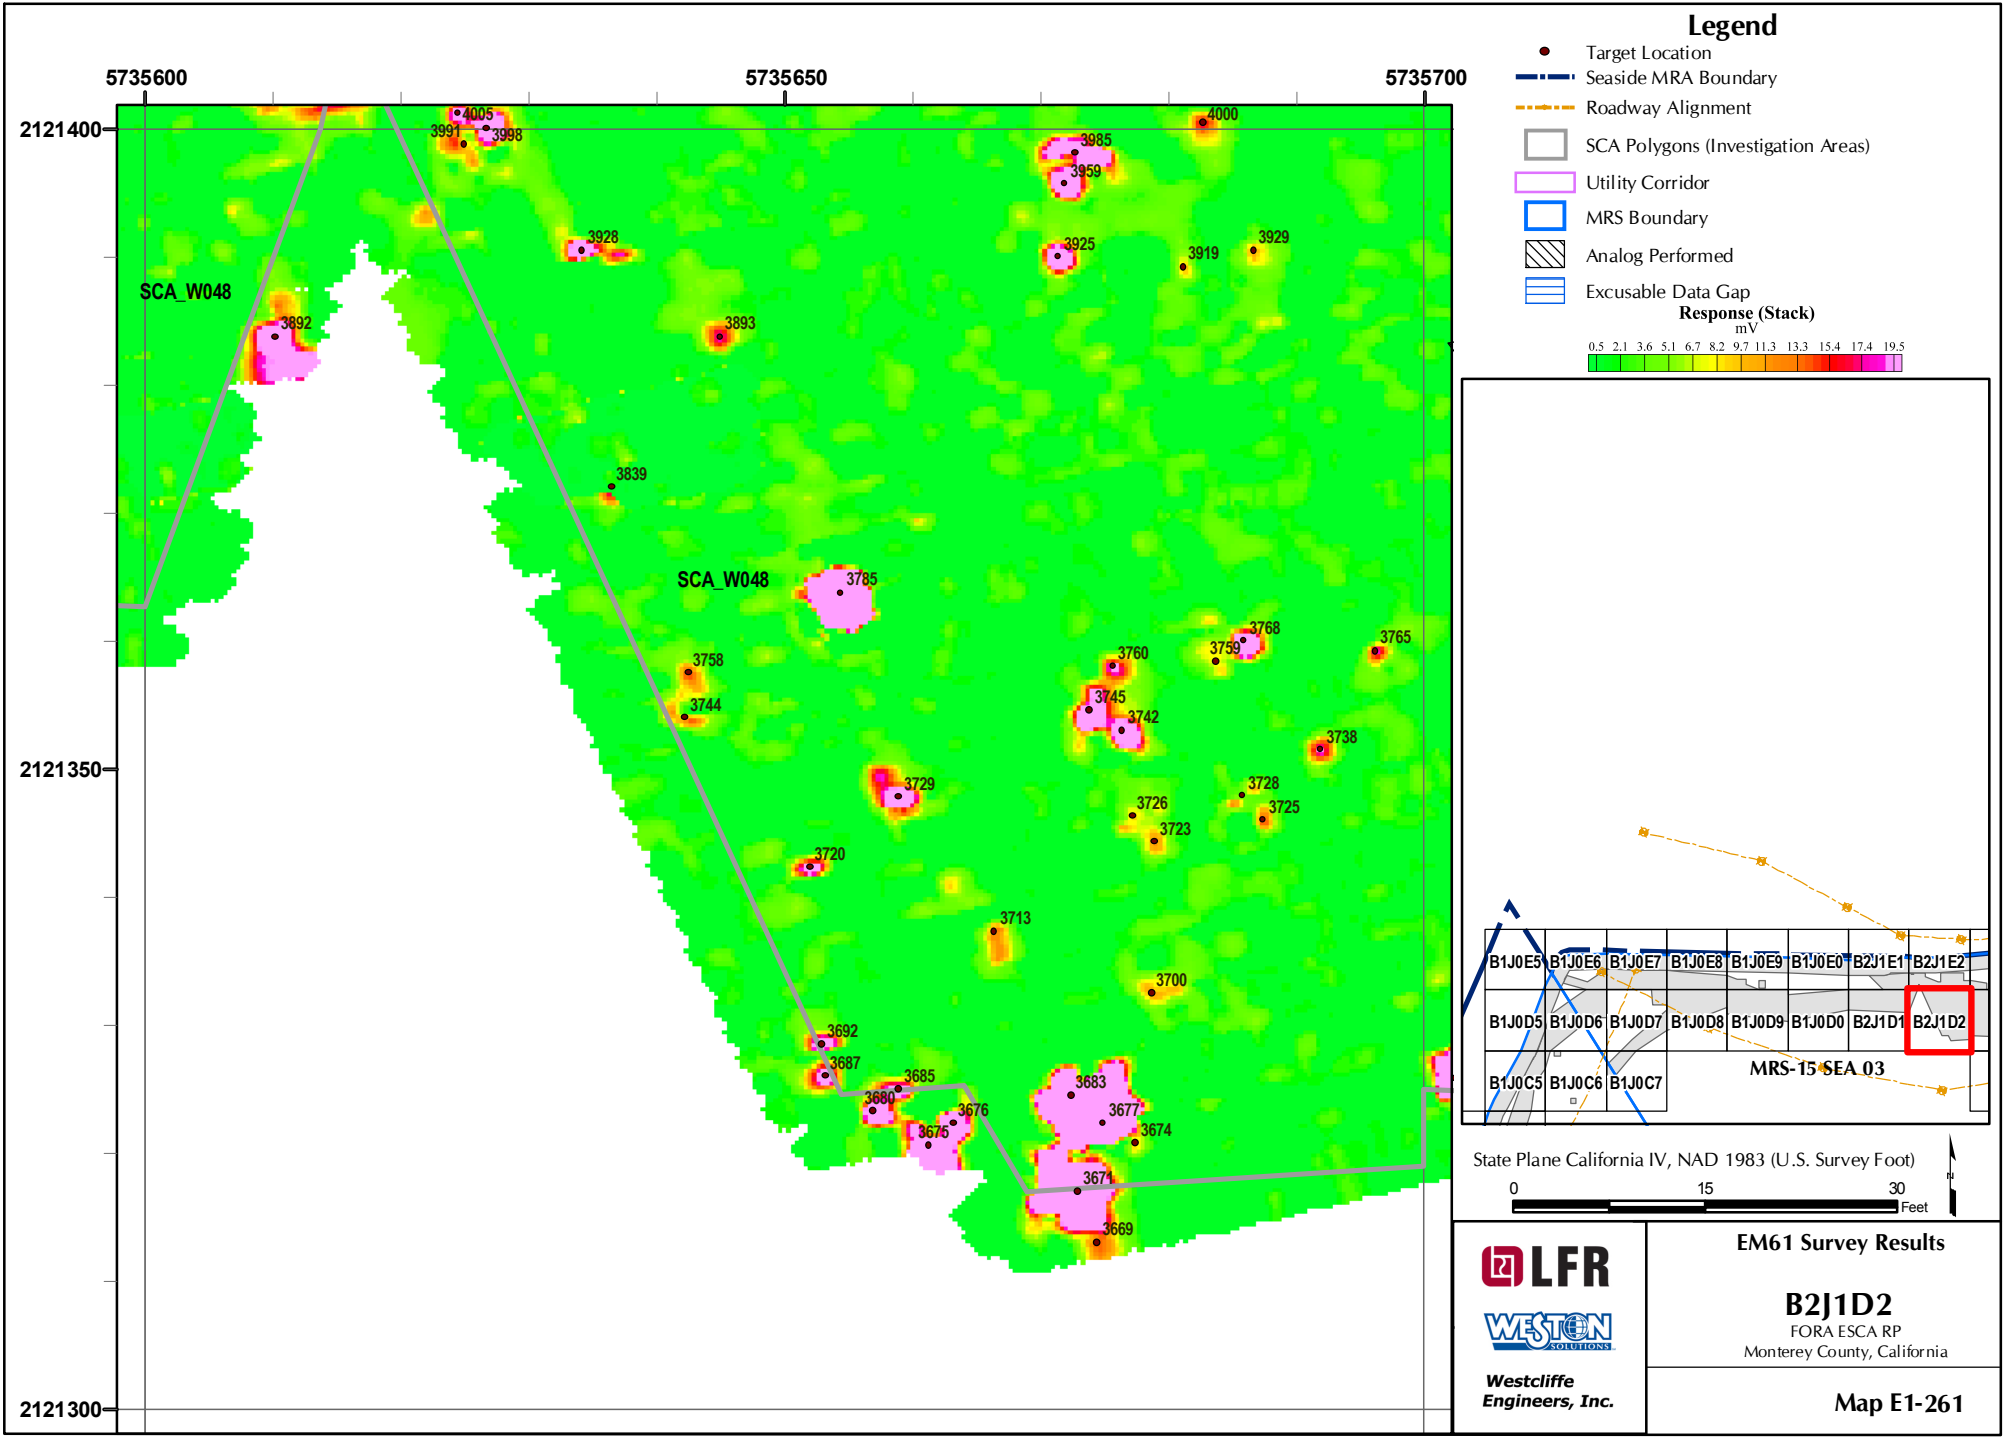 5735600
5735650
5735700
2121400
2121350
2121300
4005
3991
3998
4000
3985
3959
3928
3925
3919
3929
SCA_W048
3892
3893
3839
SCA_W048
3785
3768
3765
3759
3760
3758
3745
3744
3742
3738
3729
3728
3726
3725
3723
3720
3713
3700
3692
3687
3685
3683
3680
3676
3677
3675
3674
3671
3669
Legend
Target Location
Seaside MRA Boundary
Roadway Alignment
SCA Polygons (Investigation Areas)
Utility Corridor
MRS Boundary
Analog Performed
Excusable Data Gap
Response (Stack)
mV
0.5 2.1 3.6 5.1 6.7 8.2 9.7 11.3 13.3 15.4 17.4 19.5
B1J0E5 B1J0E6 B1J0E7 B1J0E8 B1J0E9 B1J0E0 B2J1E1 B2J1E2
B1J0D5 B1J0D6 B1J0D7 B1J0D8 B1J0D9 B1J0D0 B2J1D1 B2J1D2
MRS-15 SEA 03
B1J0C5 B1J0C6 B1J0C7
State Plane California IV, NAD 1983 (U.S. Survey Foot)
N
0 15 30
Feet
LFR
WESTON
SOLUTIONS
Westcliffe
Engineers, Inc.
EM61 Survey Results
B2J1D2
FORA ESCA RP
Monterey County, California
Map E1-261